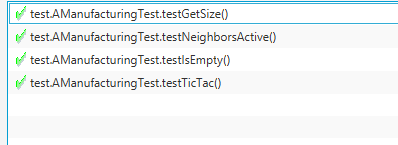 test.AManufacturingTest.testGetSize()
test.AManufacturingTest.testNeighborsActive()
test.AManufacturingTest.testIsEmpty()
test.AManufacturingTest.testTicTac()